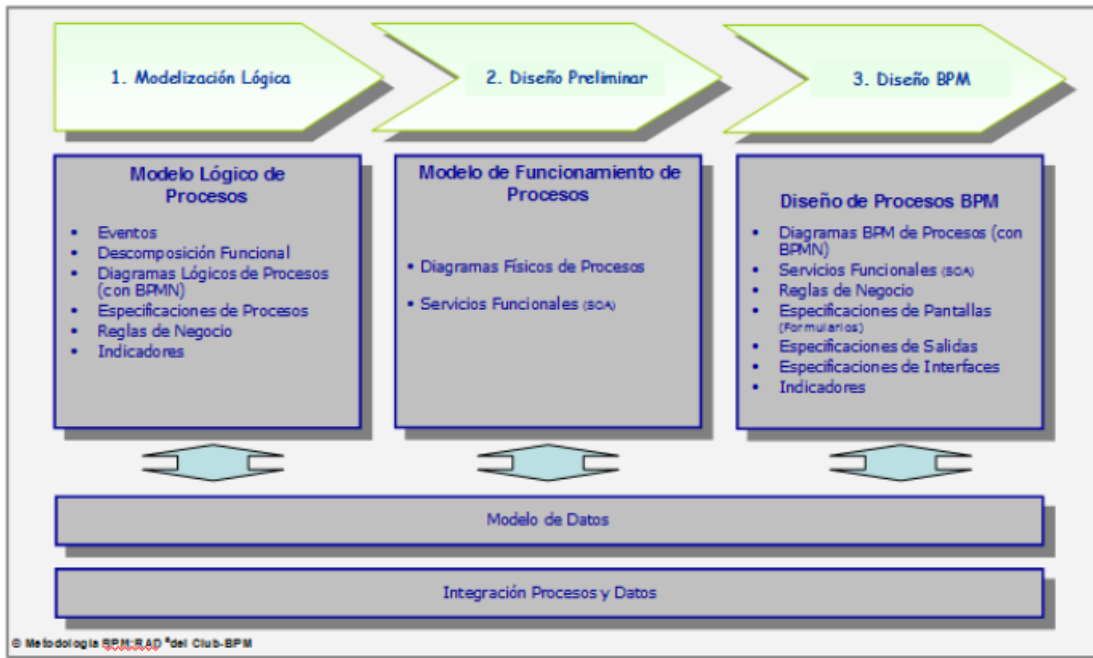 1. Modelización Lógica
2. Diseño Preliminar
3. Diseño BPM
Modelo Lógico de
Procesos
• Eventos
• Descomposición Funcional
• Diagramas Lógicos de Procesos
(con BPMN)
• Especificaciones de Procesos
• Reglas de Negocio
• Indicadores
Modelo de Funcionamiento de
Procesos
• Diagramas Físicos de Procesos
• Servicios Funcionales (SOA)
Diseño de Procesos BPM
• Diagramas BPM de Procesos (con
BPMN)
• Servicios Funcionales (SOA)
• Reglas de Negocio
• Especificaciones de Pantallas
(Formularios)
• Especificaciones de Salidas
• Especificaciones de Interfaces
• Indicadores
Modelo de Datos
Integración Procesos y Datos
© Metodología BPM:RAD ® del Club-BPM